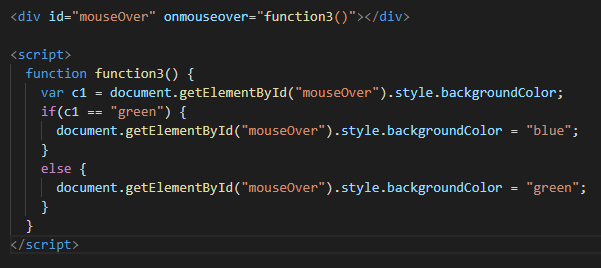 <div id="mouseOver" onmouseover="function3()"></div>
<script>
function function3() {
var c1 = document.getElementById("mouseOver").style.backgroundColor;
if(c1 == "green") {
document.getElementById("mouseOver").style.backgroundColor = "blue";
}
else {
document.getElementById("mouseOver").style.backgroundColor = "green";
}
}
</script>